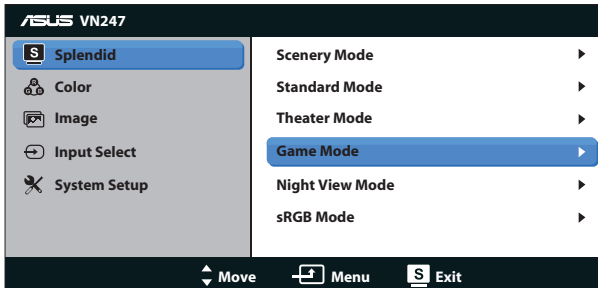 ASUS VN247
S Splendid
Color
Image
Input Select
System Setup
Scenery Mode
Standard Mode
Theater Mode
Game Mode
Night View Mode
sRGB Mode
Move Menu S Exit